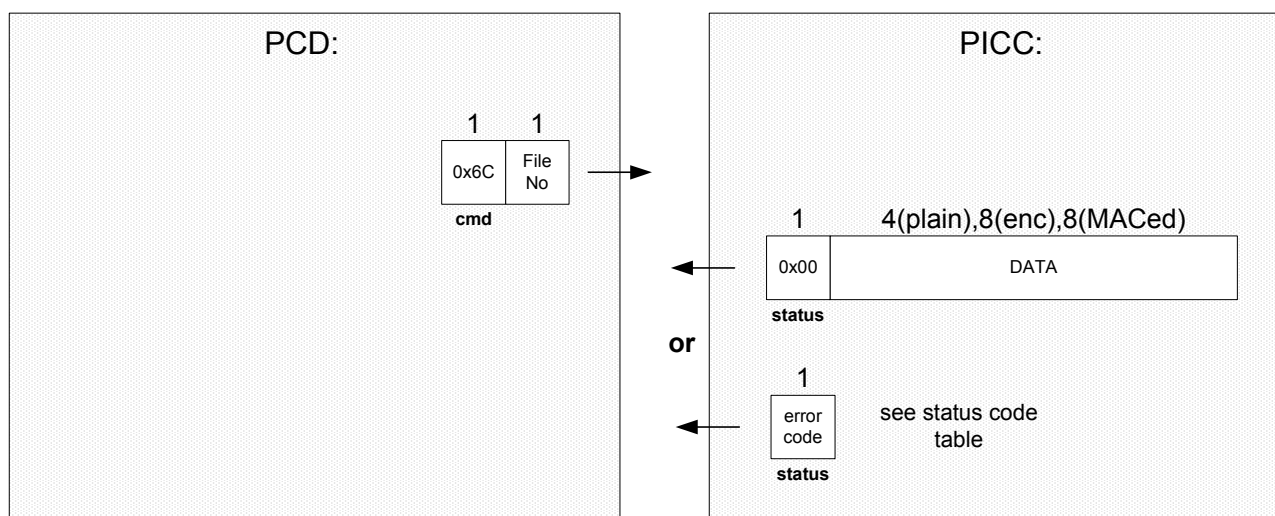 PCD:
PICC:
1 1
0x6C
File
No
cmd
1 4(plain),8(enc),8(MACed)
0x00 DATA
status
or
1
error
code
see status code
table
status